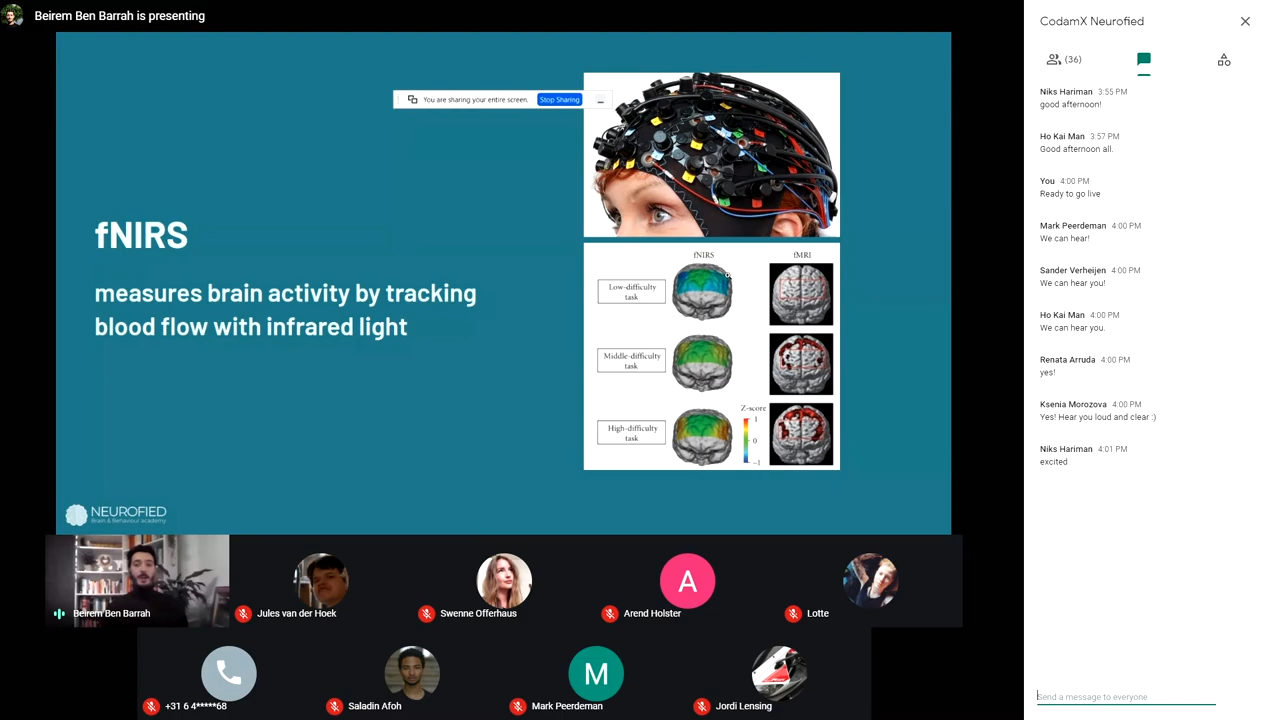 Beirem Ben Barrah is presenting
You are sharing your entire screen.
Stop Sharing
fNIRS
measures brain activity by tracking
blood flow with infrared light
fNIRS
fMRI
Low-difficulty
task
Middle-difficulty
task
High-difficulty
task
Z-score
1
0
−1
NEUROFIED
Brain & Behaviour academy
Beirem Ben Barrah
Jules van der Hoek
Swenne Offerhaus
A
Arend Holster
Lotte
+31 6 4*****68
Saladin Afoh
M
Mark Peerdeman
Jordi Lensing
CodamX Neurofied
(36)
Niks Hariman 3:55 PM
good afternoon!
Ho Kai Man 3:57 PM
Good afternoon all.
You 4:00 PM
Ready to go live
Mark Peerdeman 4:00 PM
We can hear!
Sander Verheijen 4:00 PM
We can hear you!
Ho Kai Man 4:00 PM
We can hear you.
Renata Arruda 4:00 PM
yes!
Ksenia Morozova 4:00 PM
Yes! Hear you loud and clear :)
Niks Hariman 4:01 PM
excited
Send a message to everyone